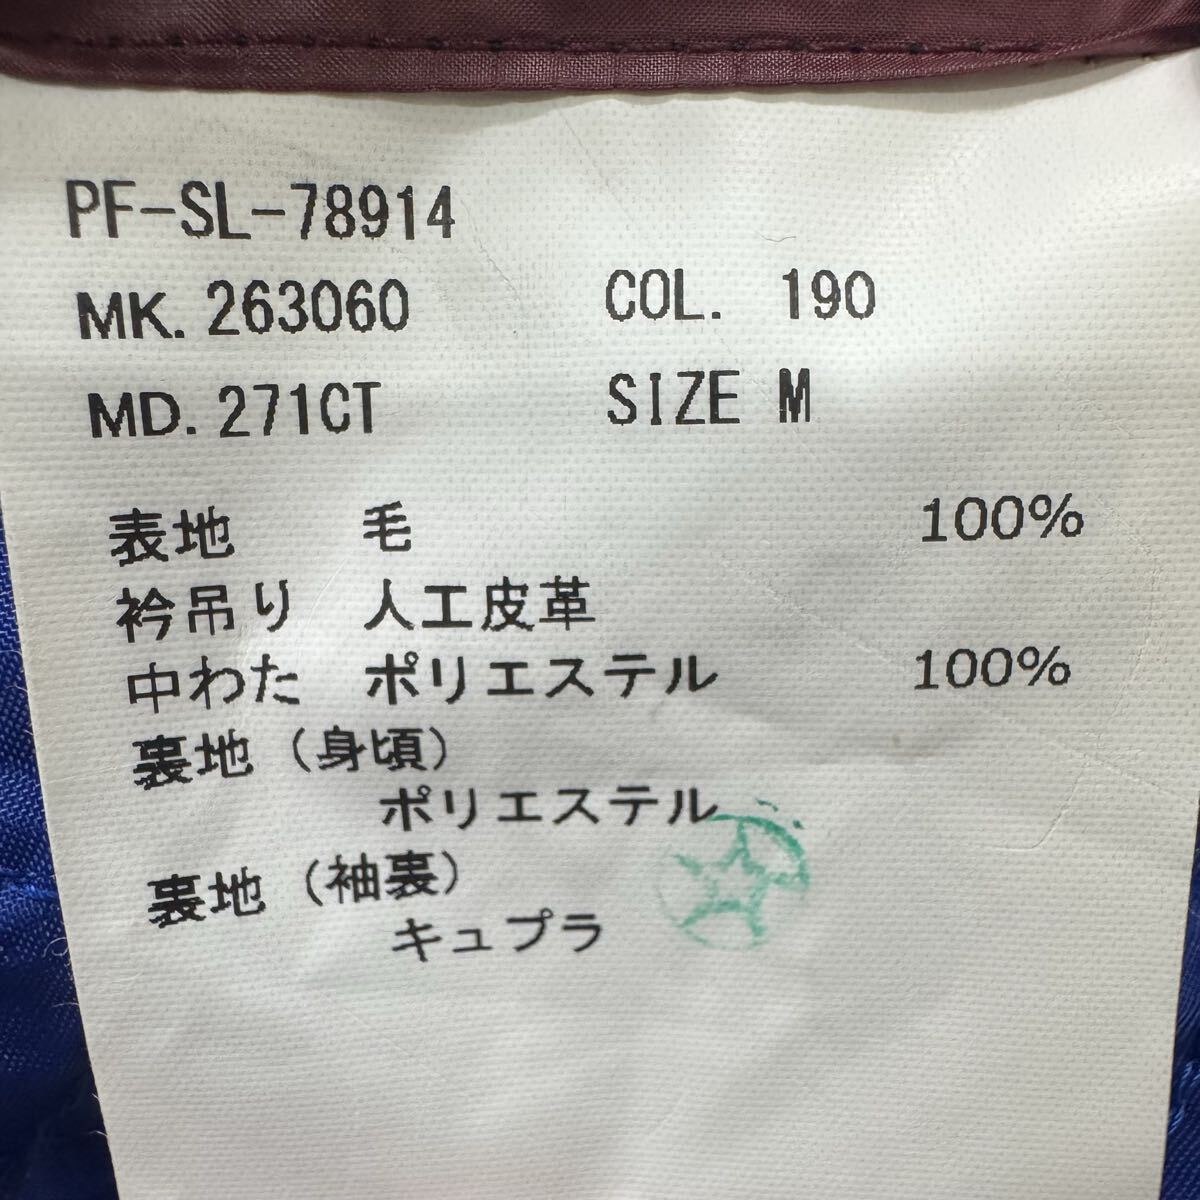 PF-SL-78914
MK. 263060 COL. 190
MD. 271CT SIZE M
表地 毛 100%
衿吊り 人工皮革
中わた ポリエステル 100%
裏地 (身頃)
ポリエステル
裏地 (袖裏)
キュプラ